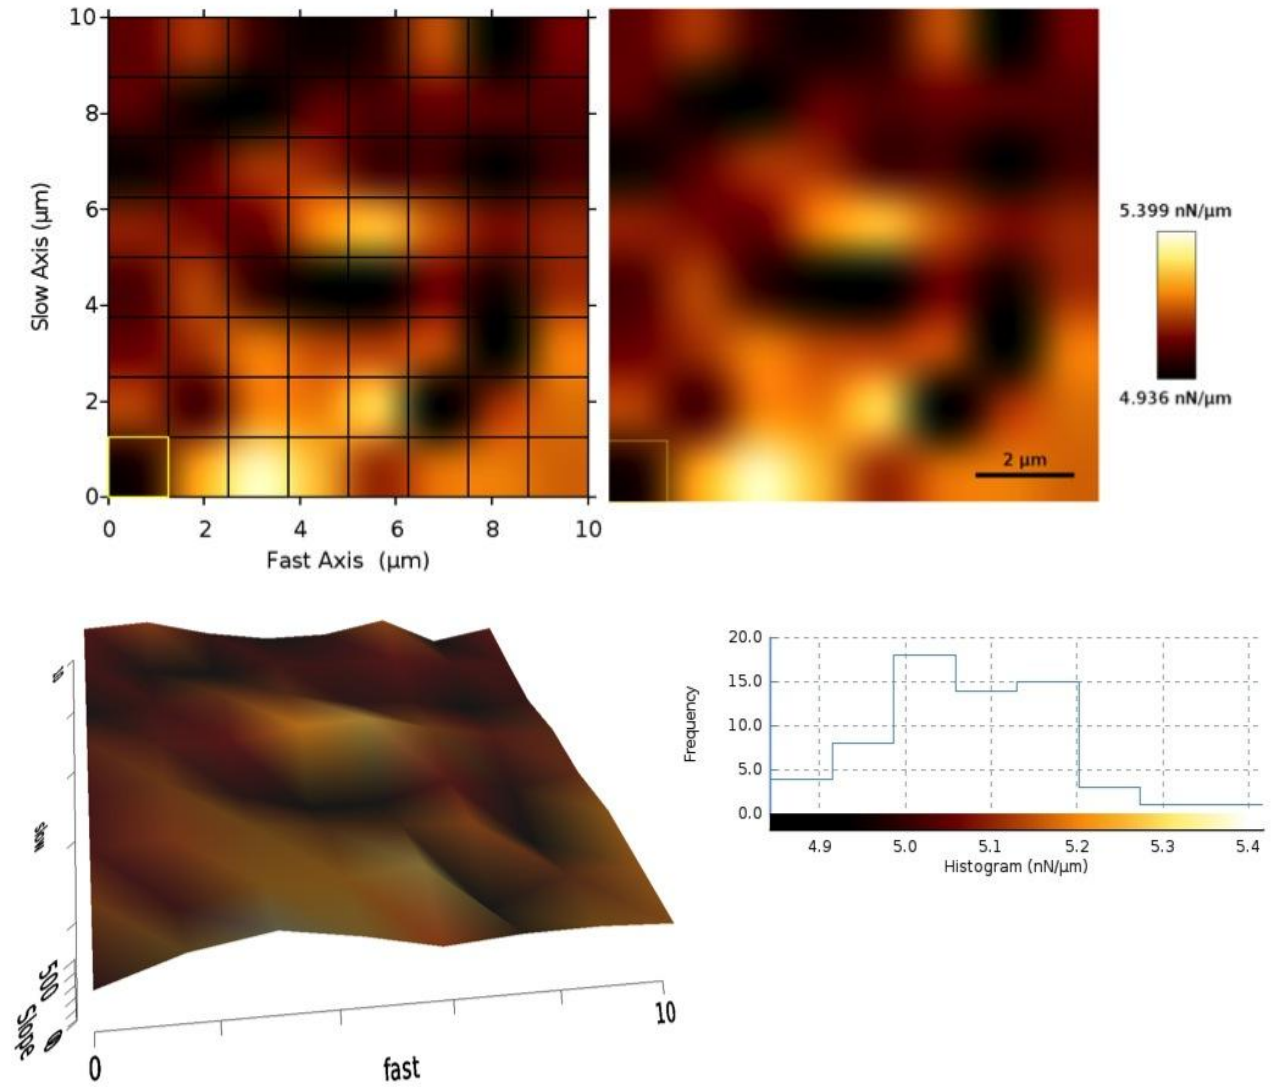 10
8
6
4
2
0
Slow Axis (µm)
0 2 4 6 8 10
Fast Axis (µm)
2 µm
5.399 nN/µm
4.936 nN/µm
slow
500
Slope
0
10
fast
20.0
15.0
10.0
5.0
0.0
Frequency
4.9 5.0 5.1 5.2 5.3 5.4
Histogram (nN/µm)